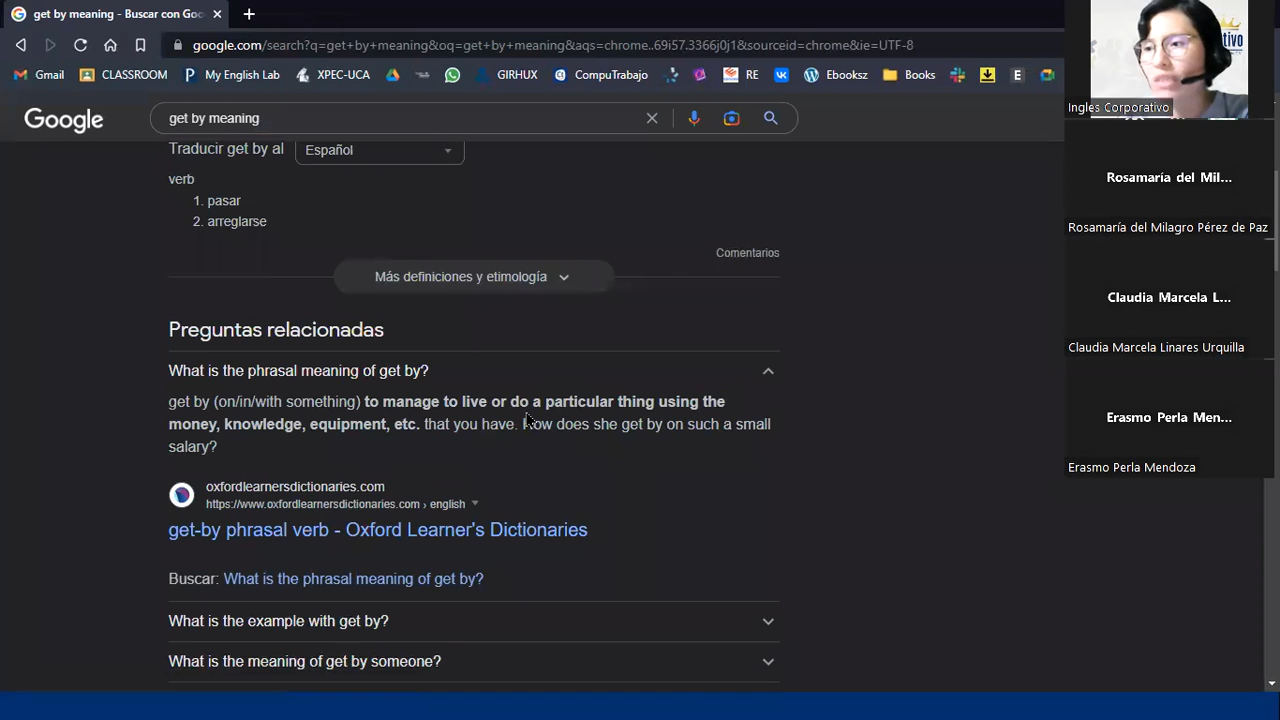 get by meaning - Buscar con Goo
google.com/search?q=get+by+meaning&oq=get+by+meaning&aqs=chrome..69i57.3366j0j1&sourceid=chrome&ie=UTF-8
Gmail CLASSROOM My English Lab XPEC-UCA GIRHUX CompuTrabajo RE Ebooksz Books
Google
get by meaning
Traducir get by al Español
verb
1. pasar
2. arreglarse
Comentarios
Más definiciones y etimología
Preguntas relacionadas
What is the phrasal meaning of get by?
get by (on/in/with something) to manage to live or do a particular thing using the
money, knowledge, equipment, etc. that you have. How does she get by on such a small
salary?
oxfordlearnersdictionaries.com
https://www.oxfordlearnersdictionaries.com › english
get-by phrasal verb - Oxford Learner's Dictionaries
Buscar: What is the phrasal meaning of get by?
What is the example with get by?
What is the meaning of get by someone?
Ingles Corporativo
Rosamaría del Mil...
Rosamaría del Milagro Pérez de Paz
Claudia Marcela L...
Claudia Marcela Linares Urquilla
Erasmo Perla Men...
Erasmo Perla Mendoza